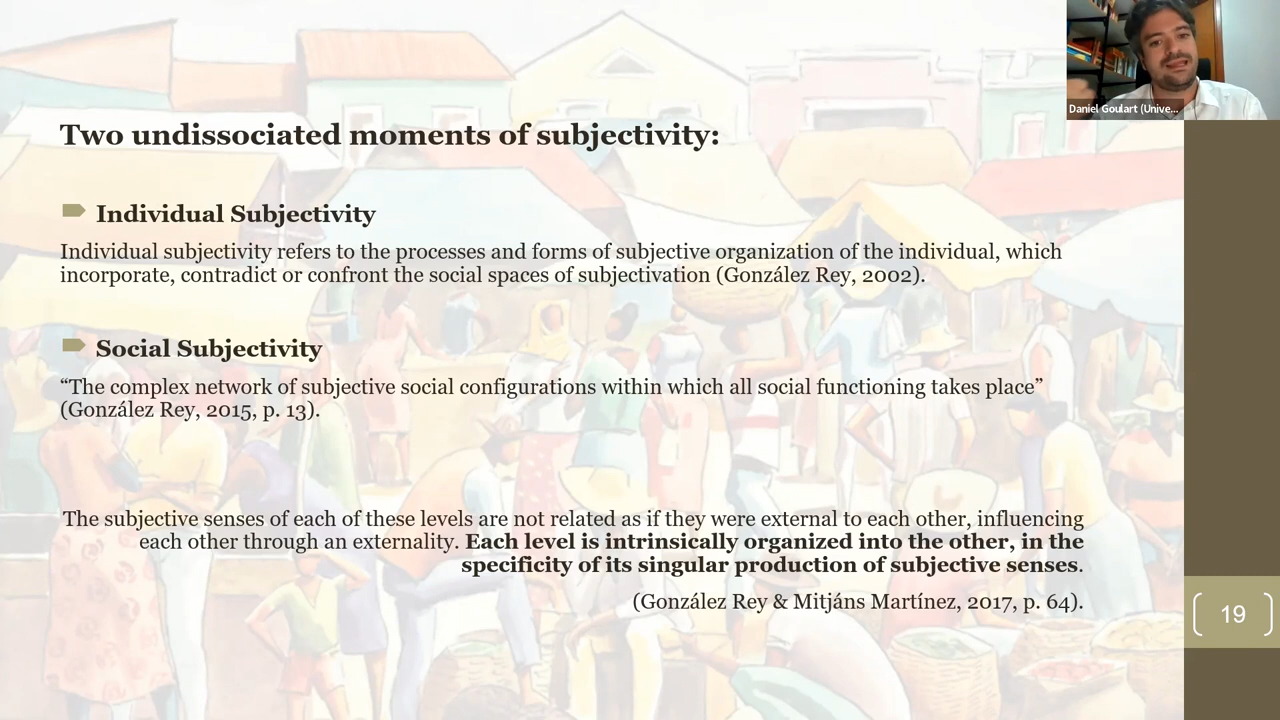 Daniel Goulart (Unive...
Two undissociated moments of subjectivity:
Individual Subjectivity
Individual subjectivity refers to the processes and forms of subjective organization of the individual, which
incorporate, contradict or confront the social spaces of subjectivation (González Rey, 2002).
Social Subjectivity
“The complex network of subjective social configurations within which all social functioning takes place”
(González Rey, 2015, p. 13).
The subjective senses of each of these levels are not related as if they were external to each other, influencing
each other through an externality. Each level is intrinsically organized into the other, in the
specificity of its singular production of subjective senses.
(González Rey & Mitjáns Martínez, 2017, p. 64).
19